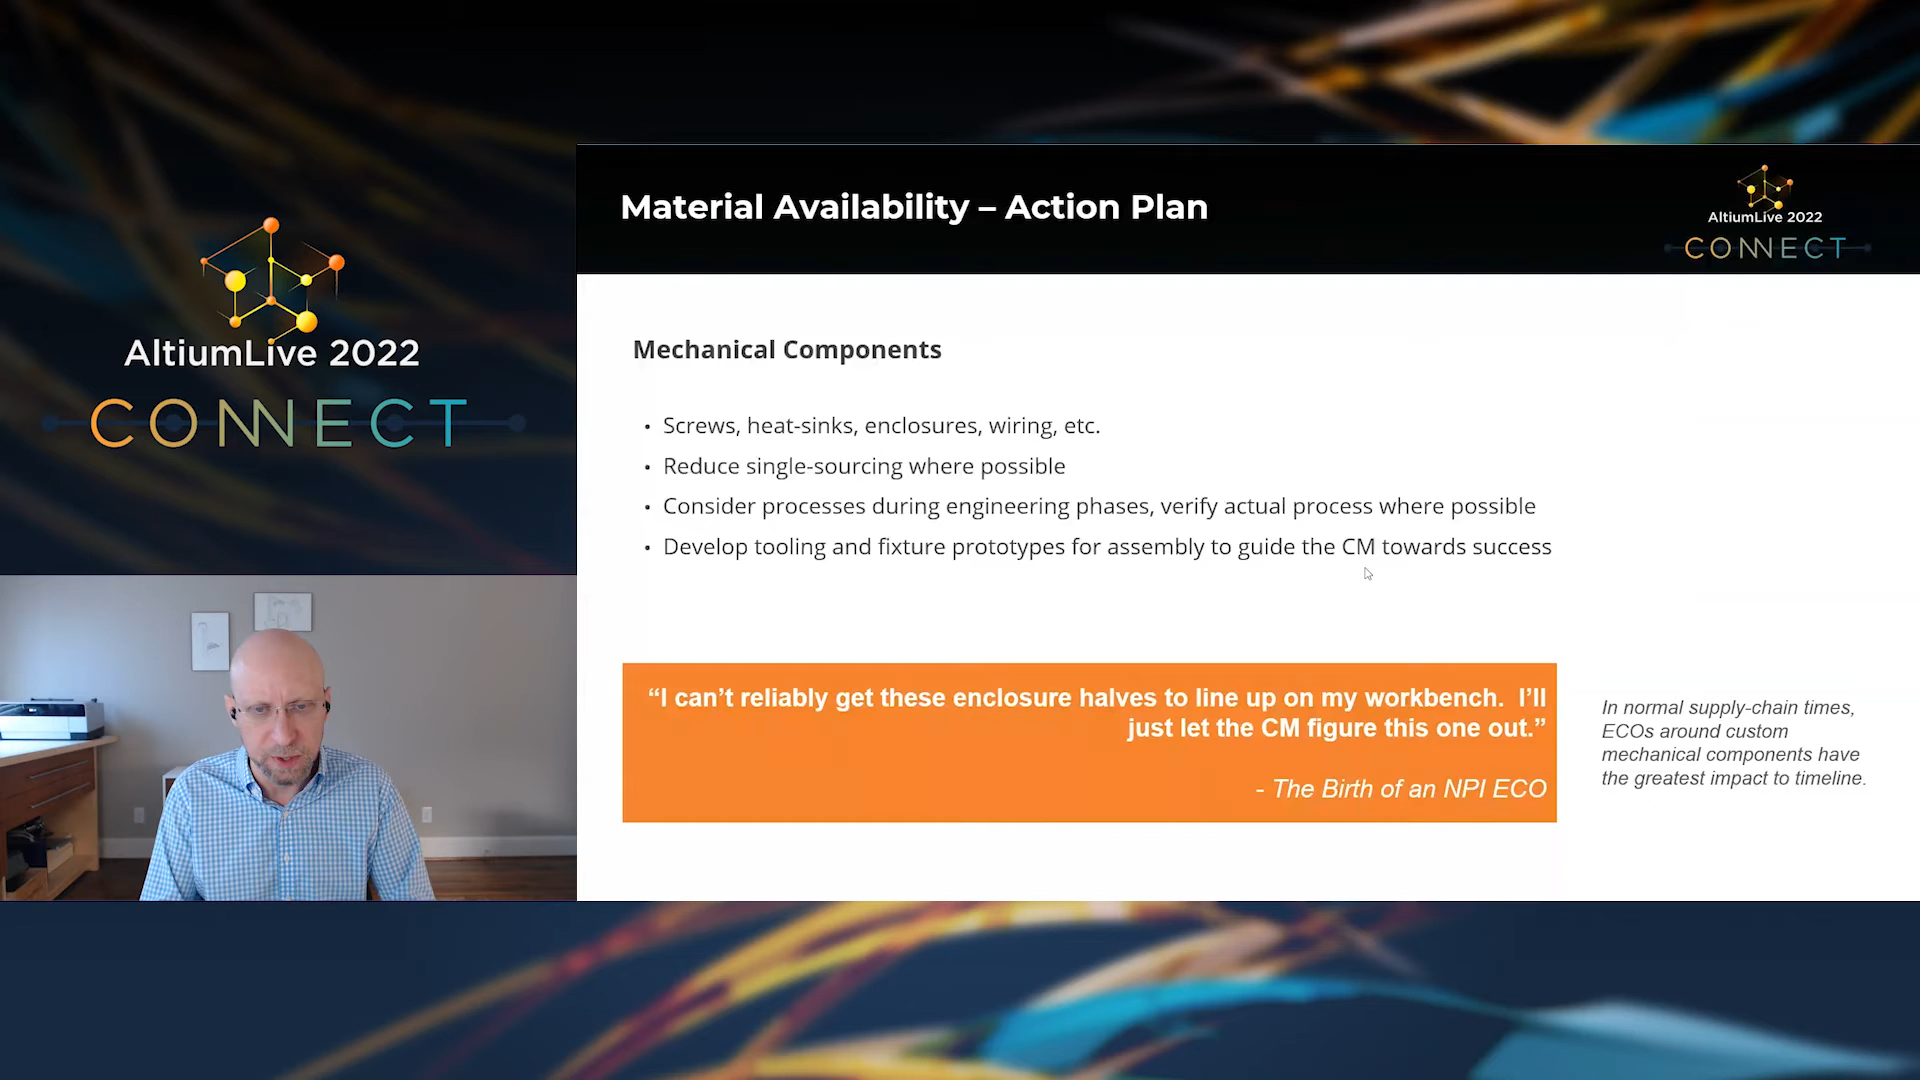 AltiumLive 2022
CONNECT
Material Availability – Action Plan
AltiumLive 2022
CONNECT
Mechanical Components
• Screws, heat-sinks, enclosures, wiring, etc.
• Reduce single-sourcing where possible
• Consider processes during engineering phases, verify actual process where possible
• Develop tooling and fixture prototypes for assembly to guide the CM towards success
“I can’t reliably get these enclosure halves to line up on my workbench. I’ll
just let the CM figure this one out.”
- The Birth of an NPI ECO
In normal supply-chain times,
ECOs around custom
mechanical components have
the greatest impact to timeline.